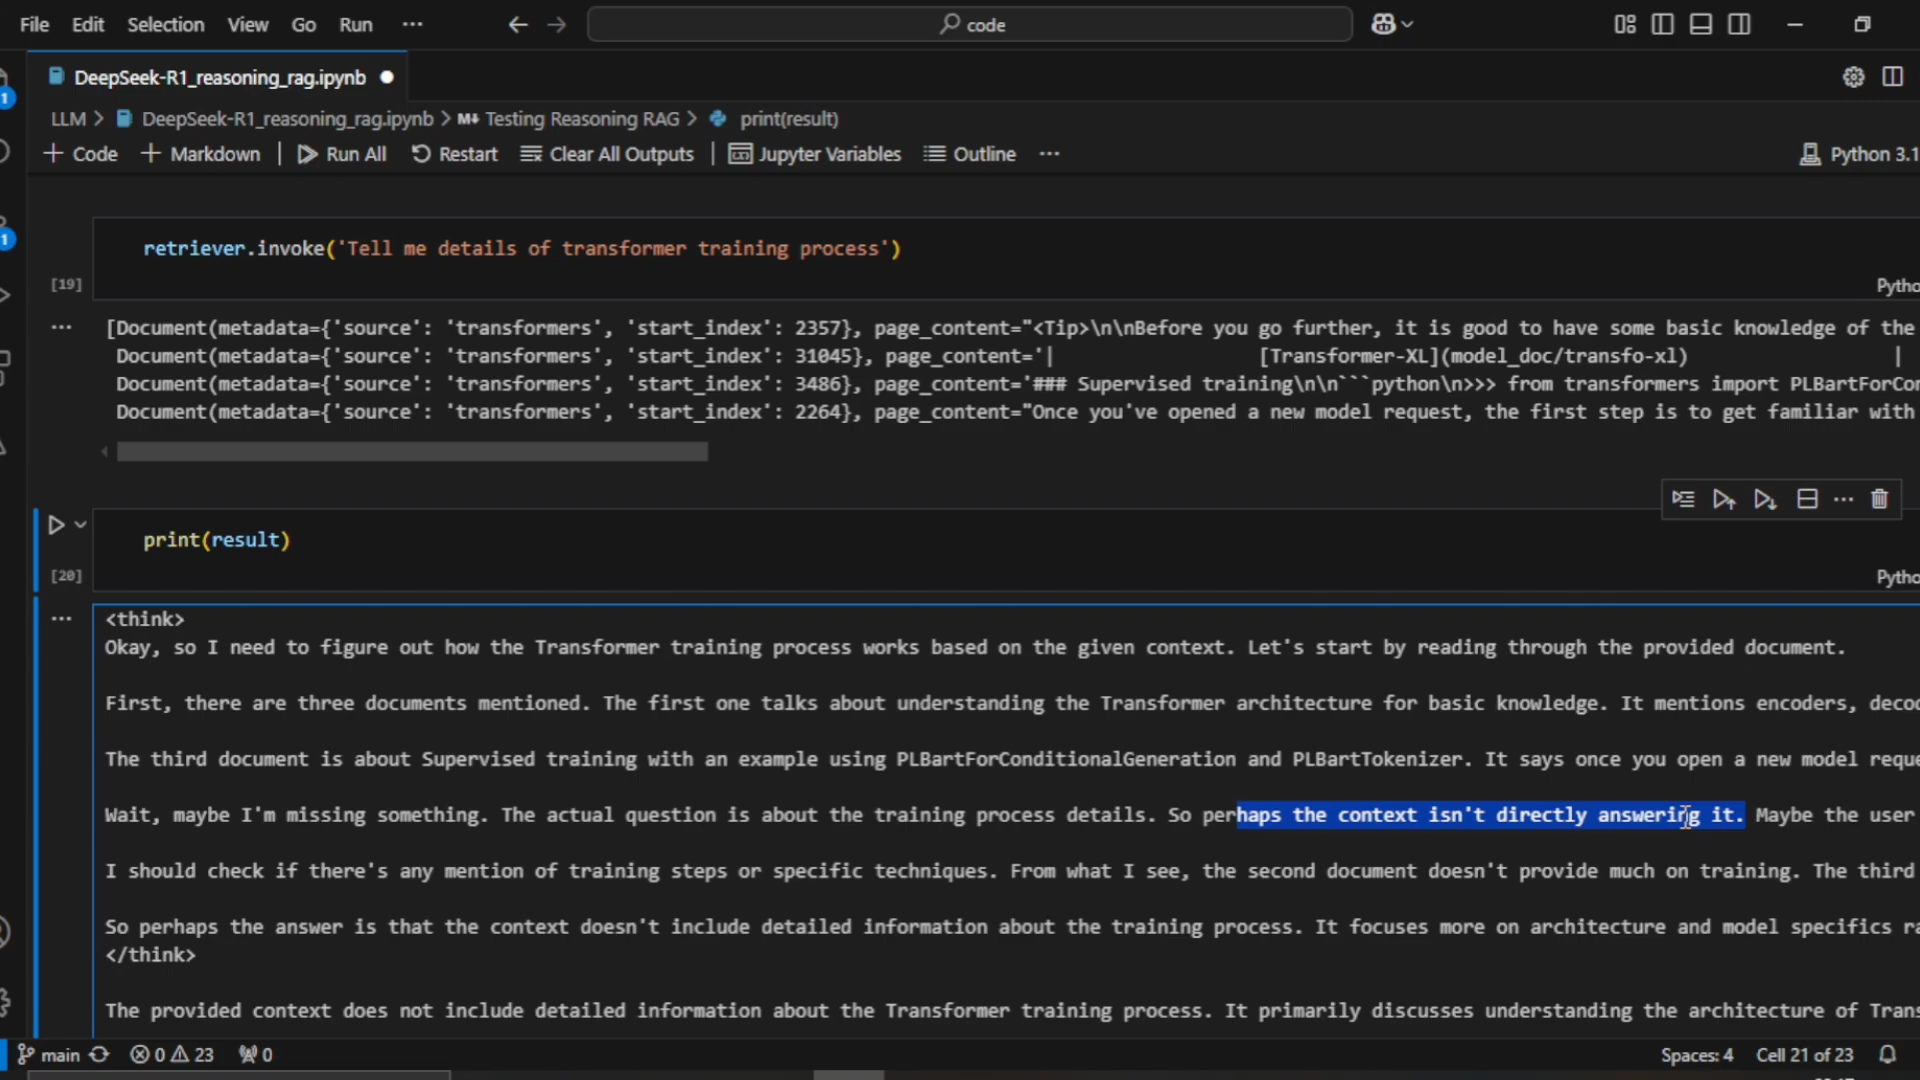 File Edit Selection View Go Run ··· code
DeepSeek-R1_reasoning_rag.ipynb
LLM > DeepSeek-R1_reasoning_rag.ipynb > M↓ Testing Reasoning RAG > print(result)
+ Code + Markdown | Run All Restart Clear All Outputs | Jupyter Variables Outline ··· Python 3.1
1
1
retriever.invoke('Tell me details of transformer training process')
[19]
Pytho
[Document(metadata={'source': 'transformers', 'start_index': 2357}, page_content="<Tip>\n\nBefore you go further, it is good to have some basic knowledge of the
Document(metadata={'source': 'transformers', 'start_index': 31045}, page_content='| [Transformer-XL](model_doc/transfo-xl) |
Document(metadata={'source': 'transformers', 'start_index': 3486}, page_content='### Supervised training\n\n```python\n>>> from transformers import PLBartForCon
Document(metadata={'source': 'transformers', 'start_index': 2264}, page_content="Once you've opened a new model request, the first step is to get familiar with
print(result)
[20]
Pytho
<think>
Okay, so I need to figure out how the Transformer training process works based on the given context. Let's start by reading through the provided document.
First, there are three documents mentioned. The first one talks about understanding the Transformer architecture for basic knowledge. It mentions encoders, deco
The third document is about Supervised training with an example using PLBartForConditionalGeneration and PLBartTokenizer. It says once you open a new model reque
Wait, maybe I'm missing something. The actual question is about the training process details. So perhaps the context isn't directly answering it. Maybe the user
I should check if there's any mention of training steps or specific techniques. From what I see, the second document doesn't provide much on training. The third
So perhaps the answer is that the context doesn't include detailed information about the training process. It focuses more on architecture and model specifics ra
</think>
The provided context does not include detailed information about the Transformer training process. It primarily discusses understanding the architecture of Trans
main 0 23 0 Spaces: 4 Cell 21 of 23